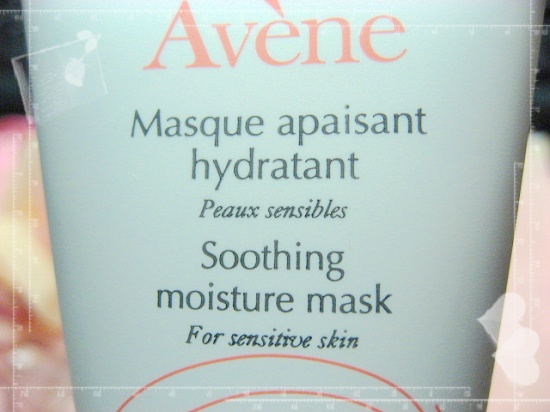 Avène
Masque apaisant
hydratant
Peaux sensibles
Soothing
moisture mask
For sensitive skin